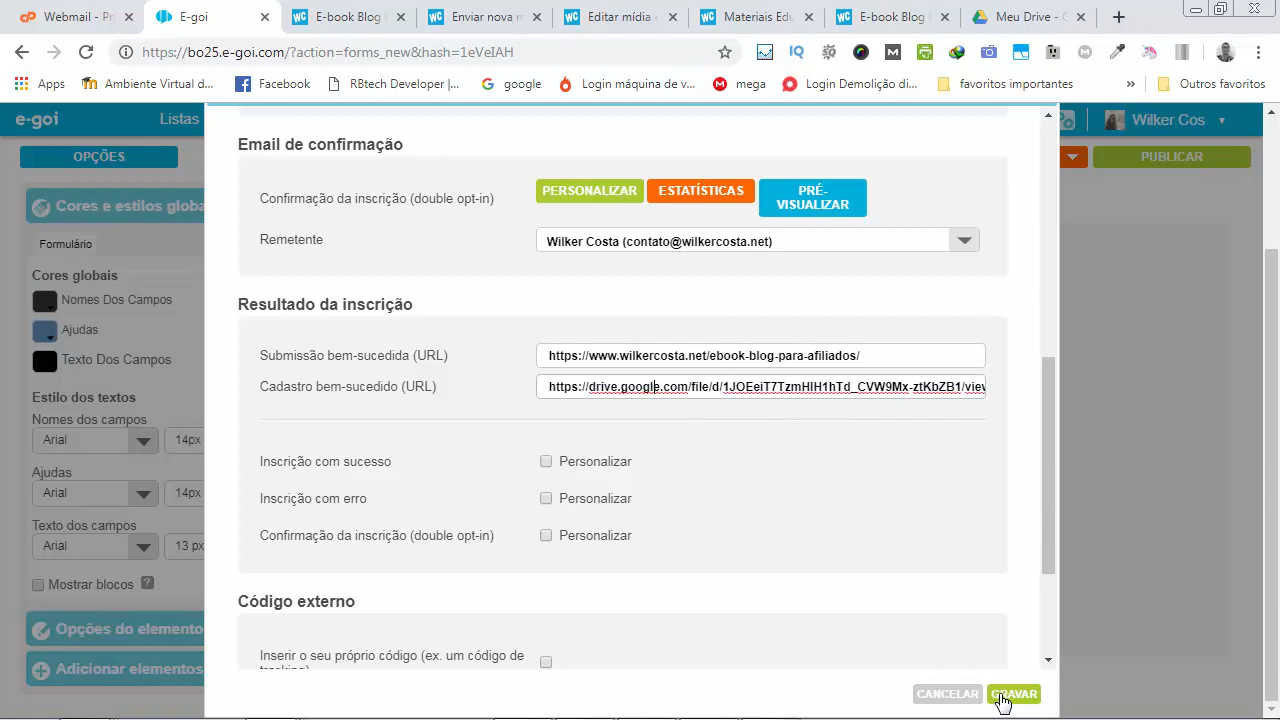 Webmail - Pr
E-goi
E-book Blog
Enviar nova m
Editar mídia
Materiais Edu
E-book Blog
Meu Drive - G
https://bo25.e-goi.com/?action=forms_new&hash=1eVeIAH
Apps
Ambiente Virtual d...
Facebook
RBtech Developer |...
google
Login máquina de v...
mega
Login Demolição di...
favoritos importantes
»
Outros favoritos
e-goi
Listas
Wilker Cos
OPÇÕES
PUBLICAR
Cores e estilos globa
Formulário
Cores globais
Nomes Dos Campos
Ajudas
Texto Dos Campos
Estilo dos textos
Nomes dos campos
Arial
14px
Ajudas
Arial
14px
Texto dos campos
Arial
13 px
Mostrar blocos ?
Opções do elemento
Adicionar elementos
Email de confirmação
Confirmação da inscrição (double opt-in)
PERSONALIZAR
ESTATÍSTICAS
PRÉ-
VISUALIZAR
Remetente
Wilker Costa (contato@wilkercosta.net)
Resultado da inscrição
Submissão bem-sucedida (URL)
https://www.wilkercosta.net/ebook-blog-para-afiliados/
Cadastro bem-sucedido (URL)
https://drive.google.com/file/d/1JOEeiT7TzmHlH1hTd_CVW9Mx-ztKbZB1/view
Inscrição com sucesso
Personalizar
Inscrição com erro
Personalizar
Confirmação da inscrição (double opt-in)
Personalizar
Código externo
Inserir o seu próprio código (ex. um código de
tracking)
CANCELAR
GRAVAR